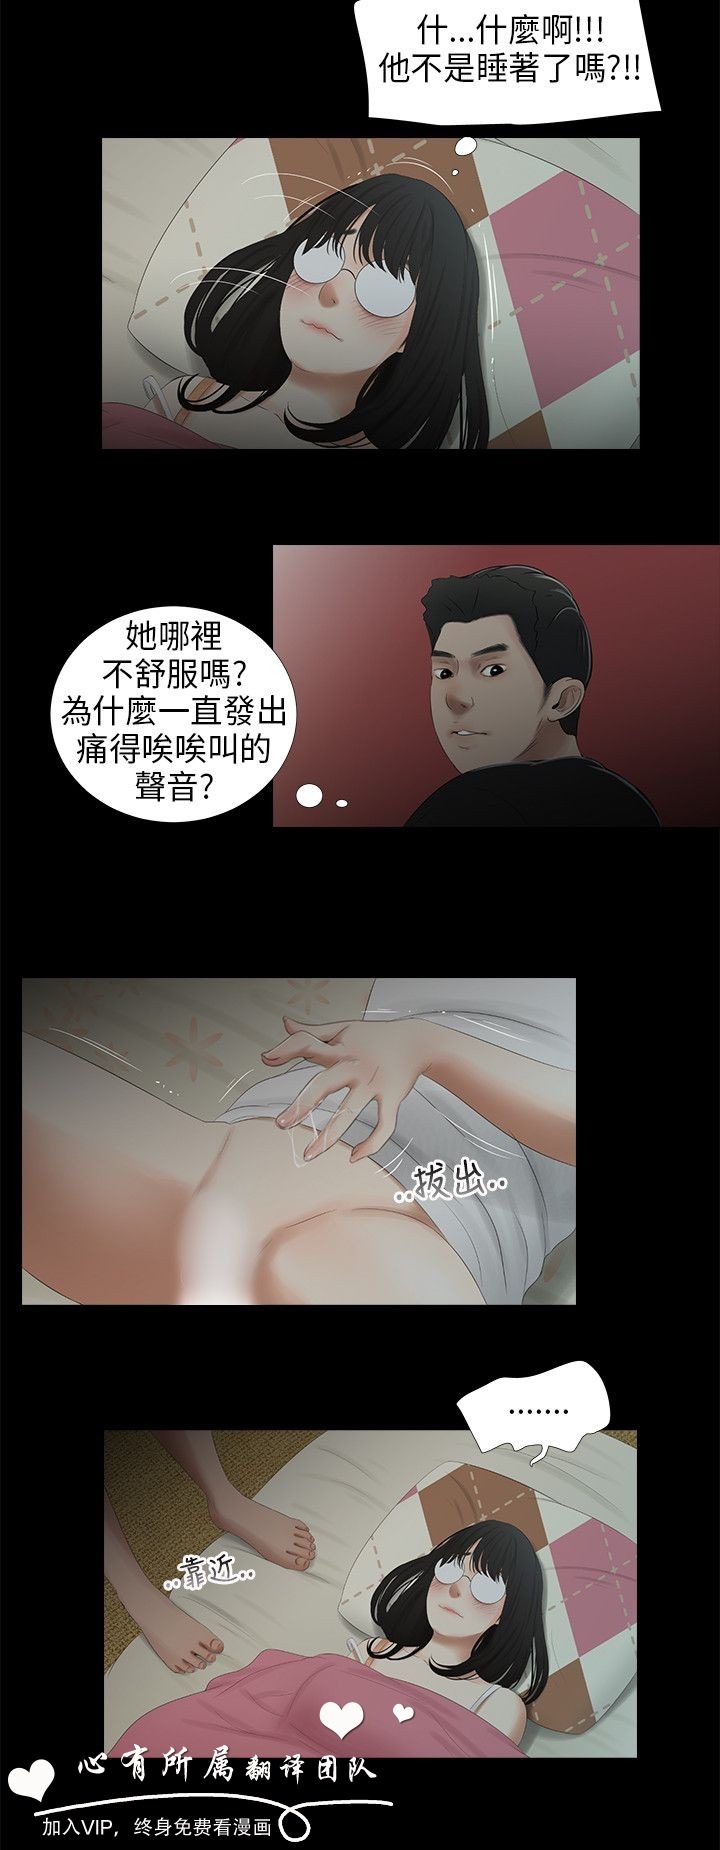 什...什麼啊!!!
他不是睡著了嗎?!!
她哪裡
不舒服嗎?
為什麼一直發出
痛得唉唉叫的
聲音?
..拔出..
.......
..靠近..
心有所属翻译团队
加入VIP，终身免费看漫画